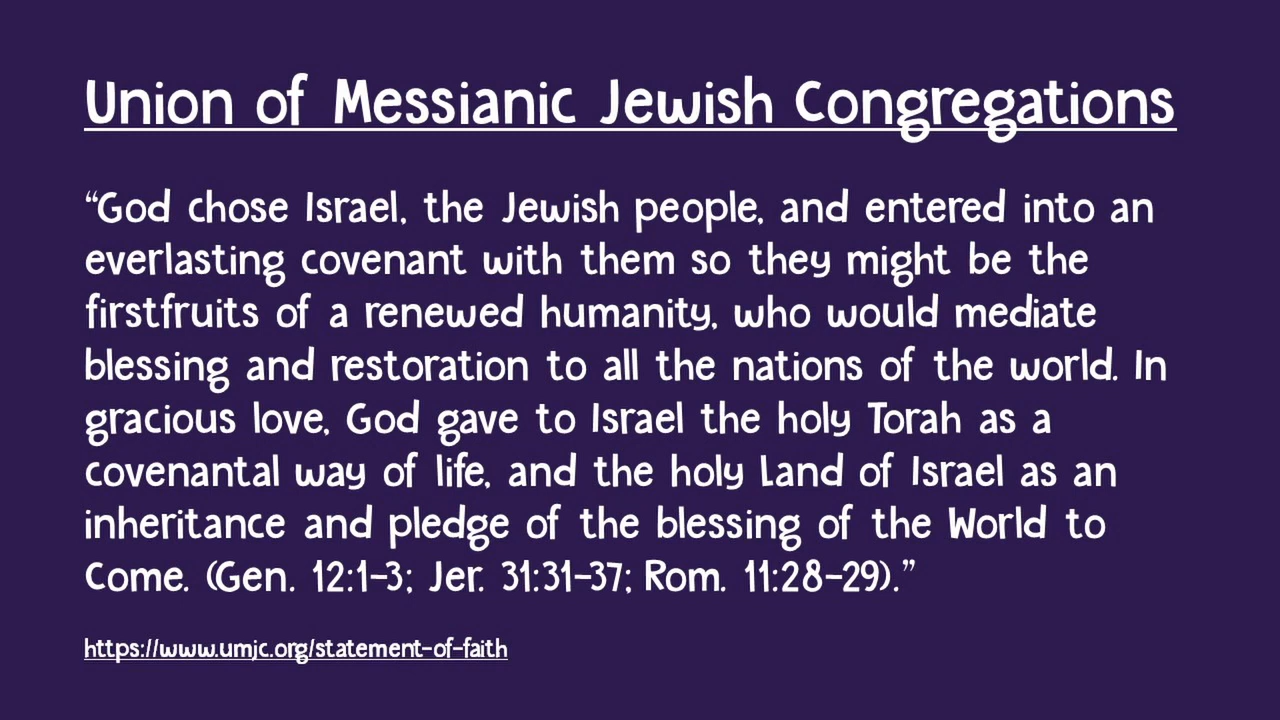 Union of Messianic Jewish Congregations
“God chose Israel, the Jewish people, and entered into an
everlasting covenant with them so they might be the
firstfruits of a renewed humanity, who would mediate
blessing and restoration to all the nations of the world. In
gracious love, God gave to Israel the holy Torah as a
covenantal way of life, and the holy Land of Israel as an
inheritance and pledge of the blessing of the World to
Come. (Gen. 12:1–3; Jer. 31:31–37; Rom. 11:28–29).”
https://www.umjc.org/statement-of-faith